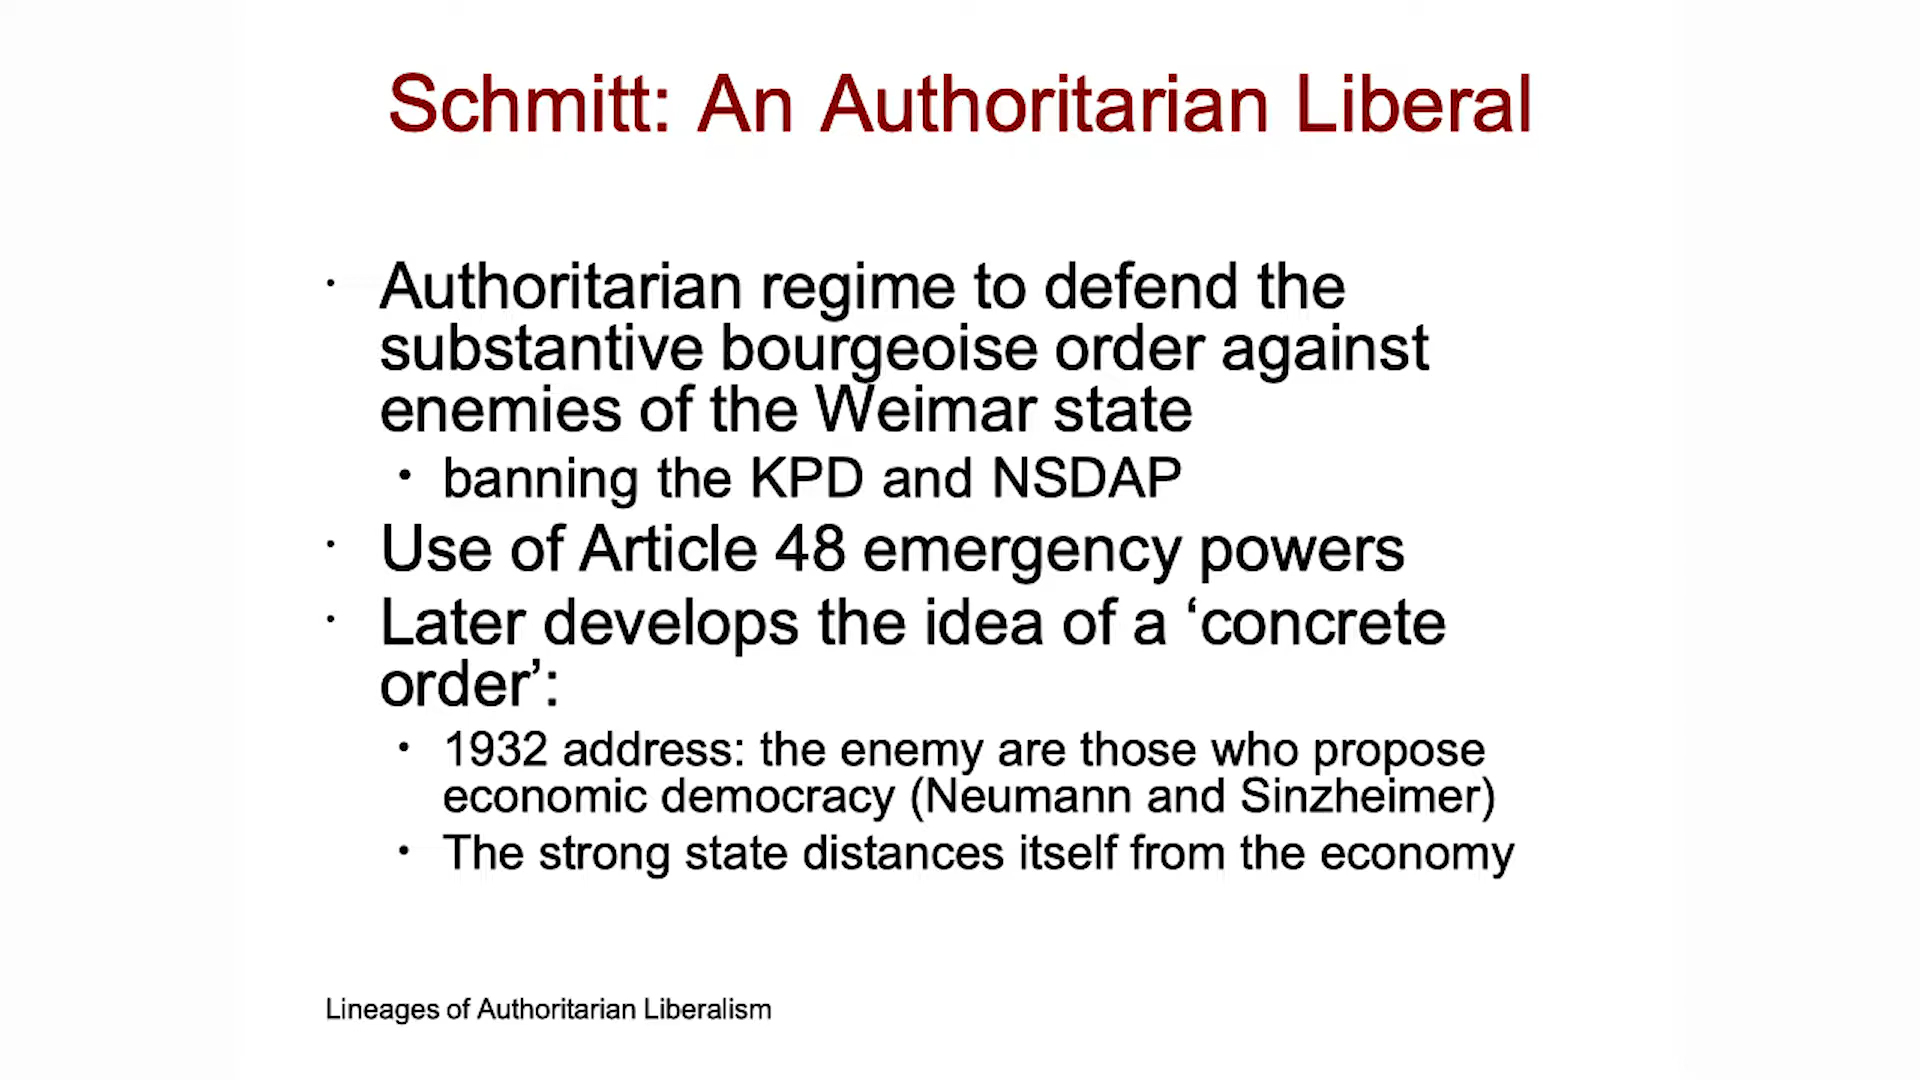 Schmitt: An Authoritarian Liberal
· Authoritarian regime to defend the
substantive bourgeoise order against
enemies of the Weimar state
• banning the KPD and NSDAP
· Use of Article 48 emergency powers
· Later develops the idea of a ‘concrete
order’:
• 1932 address: the enemy are those who propose
economic democracy (Neumann and Sinzheimer)
• The strong state distances itself from the economy
Lineages of Authoritarian Liberalism